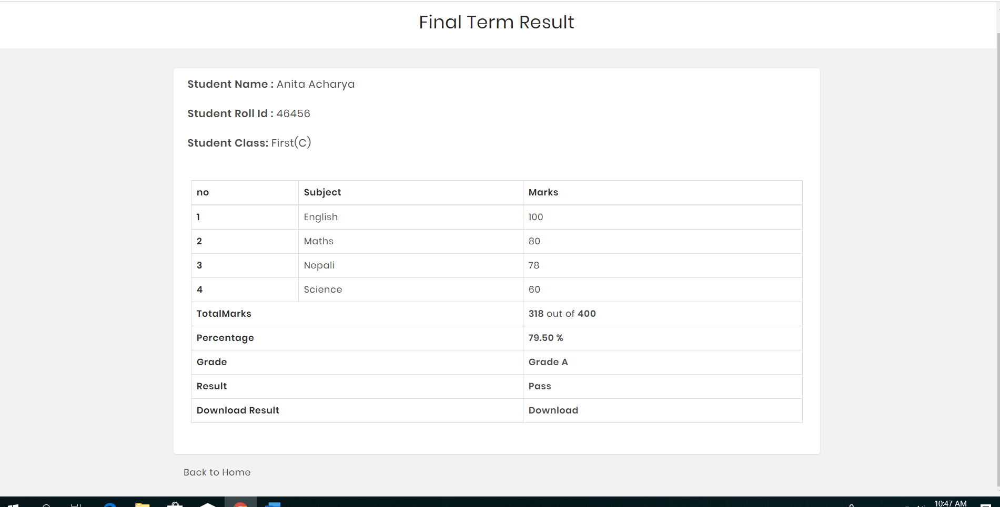 Final Term Result
Student Name : Anita Acharya
Student Roll Id : 46456
Student Class: First(C)
no Subject Marks
1 English 100
2 Maths 80
3 Nepali 78
4 Science 60
TotalMarks 318 out of 400
Percentage 79.50 %
Grade Grade A
Result Pass
Download Result Download
Back to Home
10:47 AM